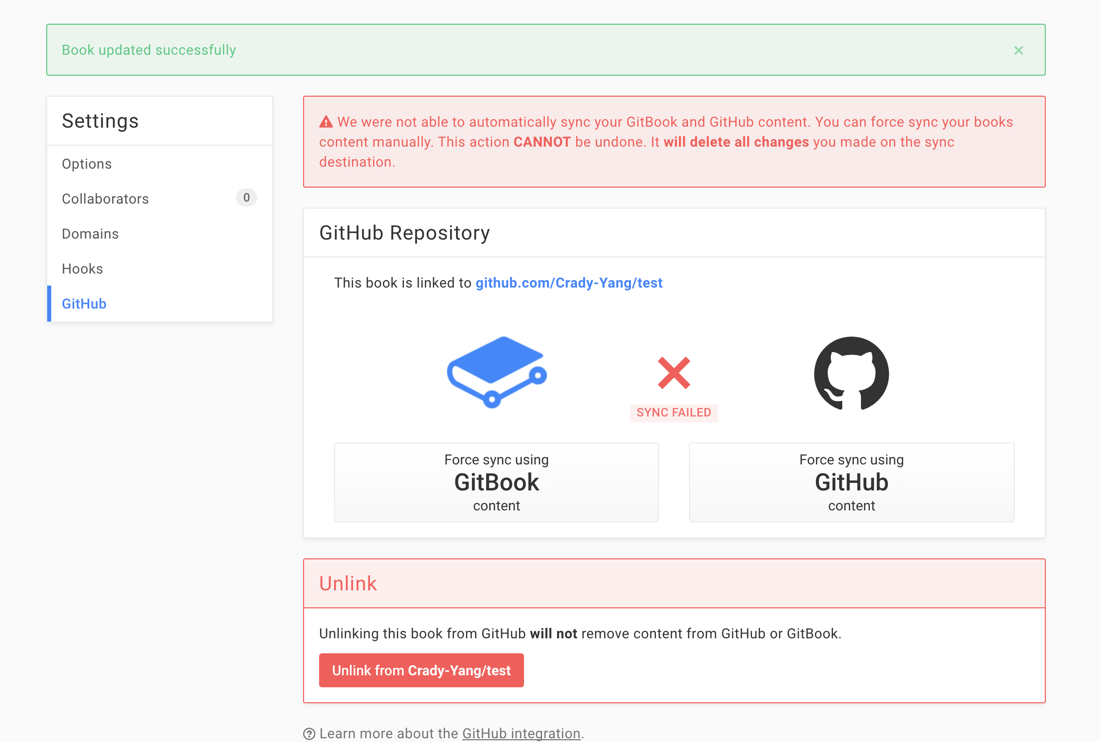 Book updated successfully
×
Settings
Options
Collaborators 0
Domains
Hooks
GitHub
We were not able to automatically sync your GitBook and GitHub content. You can force sync your books
content manually. This action CANNOT be undone. It will delete all changes you made on the sync
destination.
GitHub Repository
This book is linked to github.com/Crady-Yang/test
SYNC FAILED
Force sync using
GitBook
content
Force sync using
GitHub
content
Unlink
Unlinking this book from GitHub will not remove content from GitHub or GitBook.
Unlink from Crady-Yang/test
Learn more about the GitHub integration.